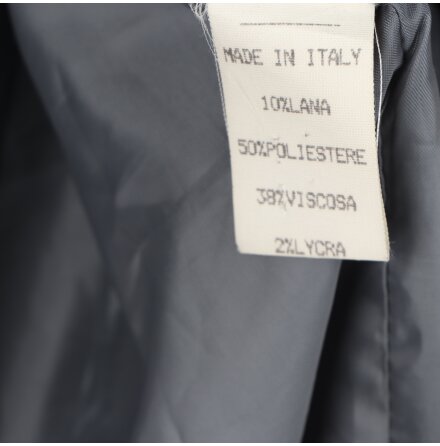 MADE IN ITALY
10%LANA
50%POLIESTERE
38%VISCOSA
2%LYCRA